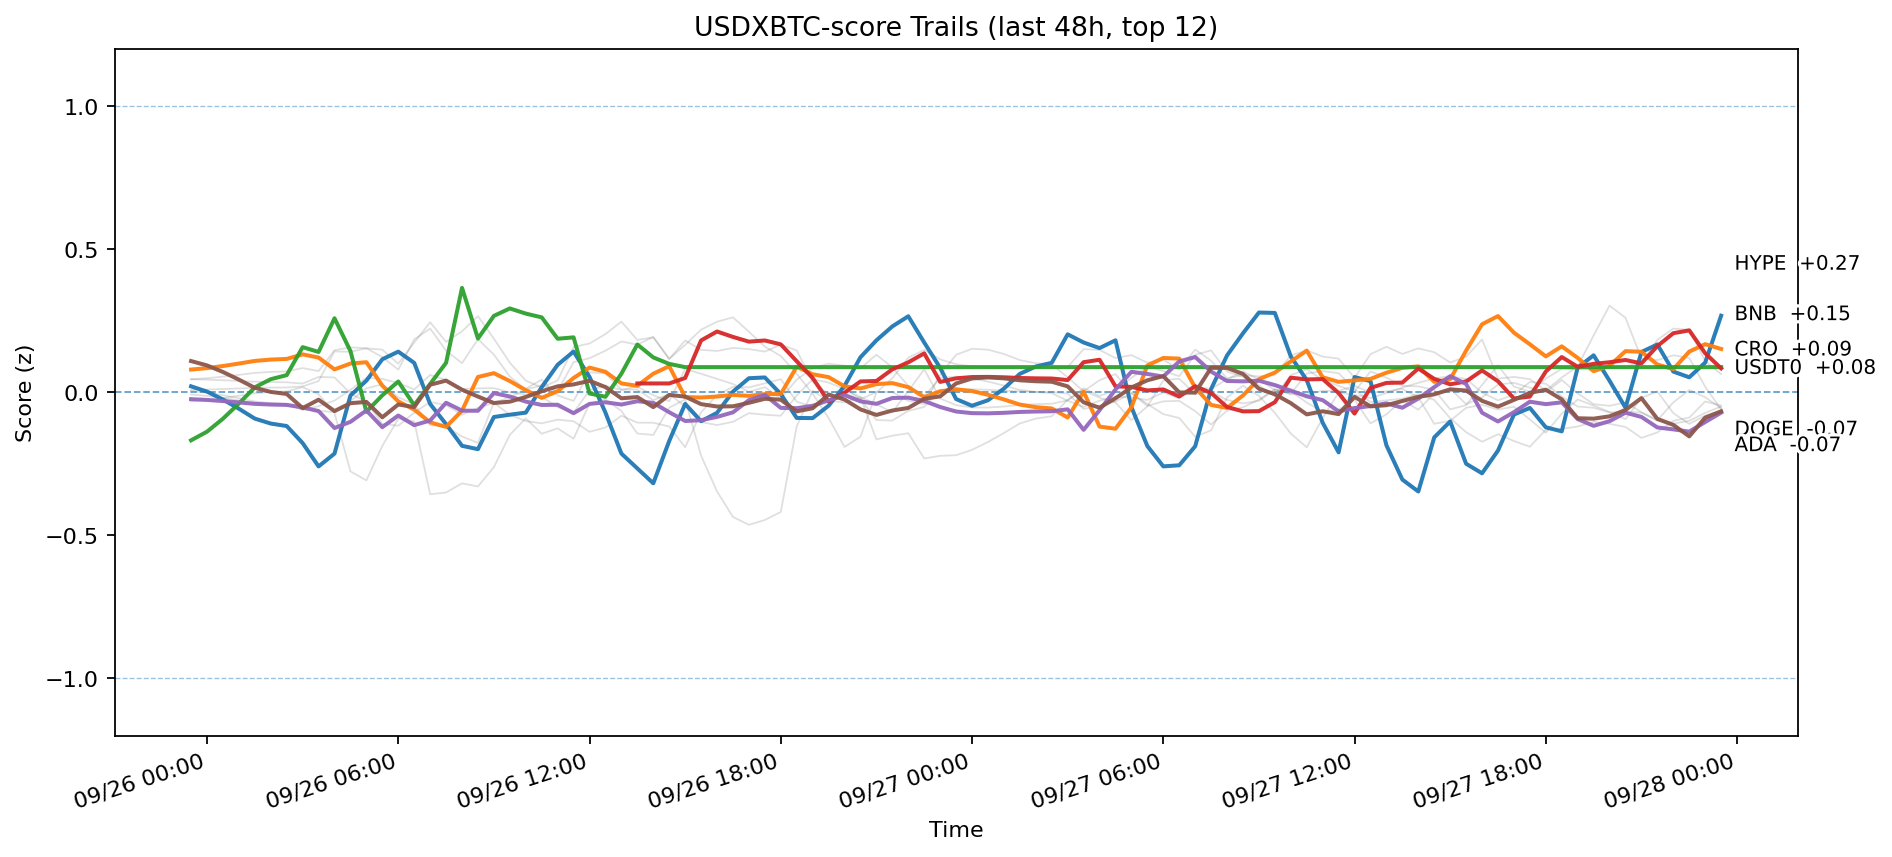 USDXBTC-score Trails (last 48h, top 12)
Score (z)
1.0
0.5
0.0
−0.5
−1.0
HYPE +0.27
BNB +0.15
CRO +0.09
USDT0 +0.08
DOGE -0.07
ADA -0.07
09/26 00:00
09/26 06:00
09/26 12:00
09/26 18:00
09/27 00:00
09/27 06:00
09/27 12:00
09/27 18:00
09/28 00:00
Time